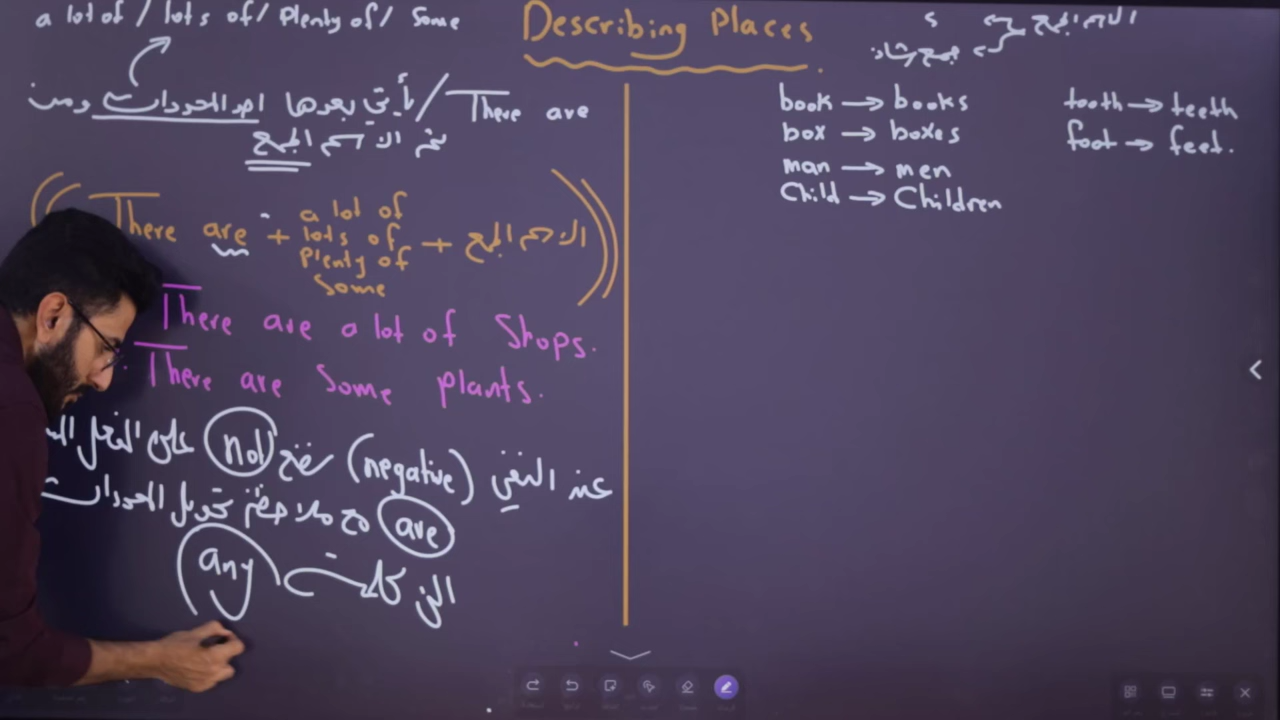 Describing Places
a lot of / lots of / Plenty of / Some
There are / يأتي بعدها احد المحددات ومن
ثم الاسم الجمع
There are + a lot of
lots of
Plenty of
Some
+ الاسم الجمع
There are a lot of Shops.
There are Some plants.
عند النفي (negative) نضع not على الفعل
are مع ملاحظة تحويل المحددات
الى كلمة any
s الاسم الجمع
جمع شاذ
book → books
box → boxes
man → men
Child → Children
tooth → teeth
foot → feet.